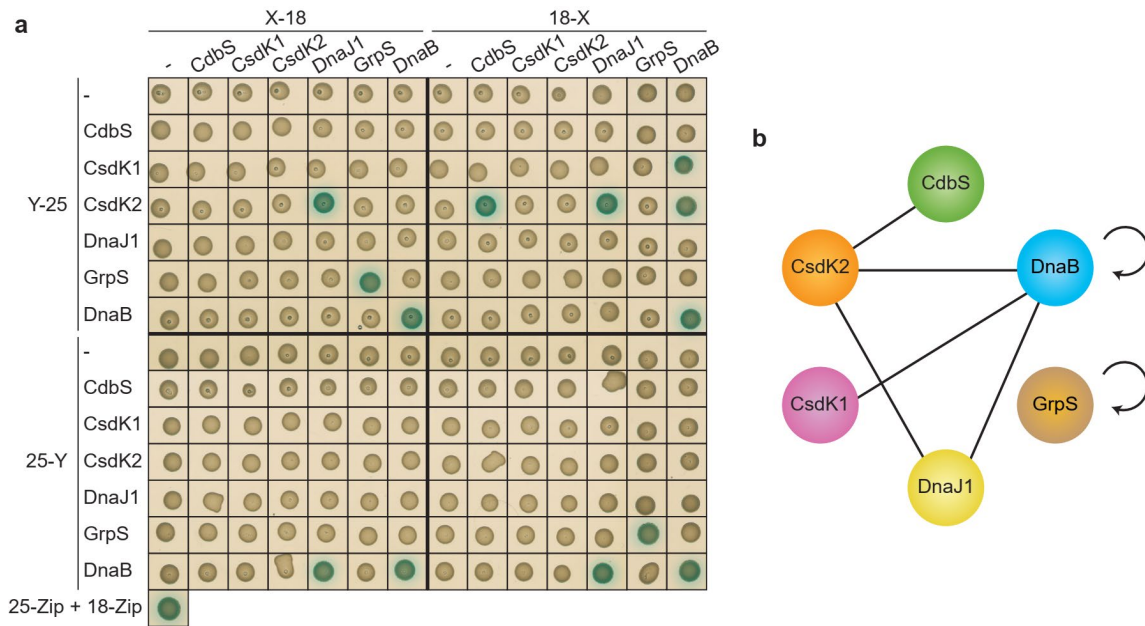 a
X-18 18-X
- CdbS CsdK1 CsdK2 DnaJ1 GrpS DnaB - CdbS CsdK1 CsdK2 DnaJ1 GrpS DnaB
Y-25
-
CdbS
CsdK1
CsdK2
DnaJ1
GrpS
DnaB
25-Y
-
CdbS
CsdK1
CsdK2
DnaJ1
GrpS
DnaB
25-Zip + 18-Zip
b
CdbS
CsdK2
DnaB
CsdK1
GrpS
DnaJ1